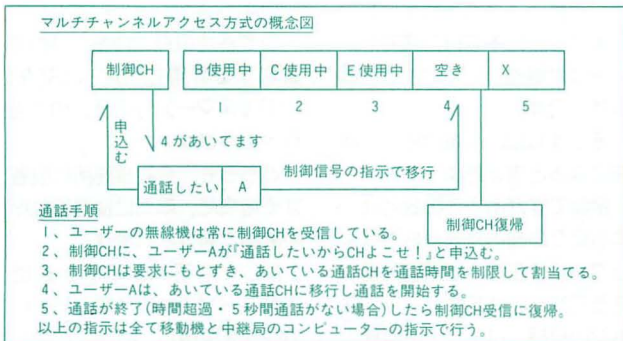 マルチチャンネルアクセス方式の概念図
制御CH
B使用中
C使用中
E使用中
空き
X
1
2
3
4
5
申込む
4があいてます
制御信号の指示で移行
通話したい
A
制御CH復帰
通話手順
1、ユーザーの無線機は常に制御CHを受信している。
2、制御CHに、ユーザーAが『通話したいからCHよこせ!』と申込む。
3、制御CHは要求にもとずき、あいている通話CHを通話時間を制限して割当てる。
4、ユーザーAは、あいている通話CHに移行し通話を開始する。
5、通話が終了(時間超過・5秒間通話がない場合)したら制御CH受信に復帰。
以上の指示は全て移動機と中継局のコンピューターの指示で行う。